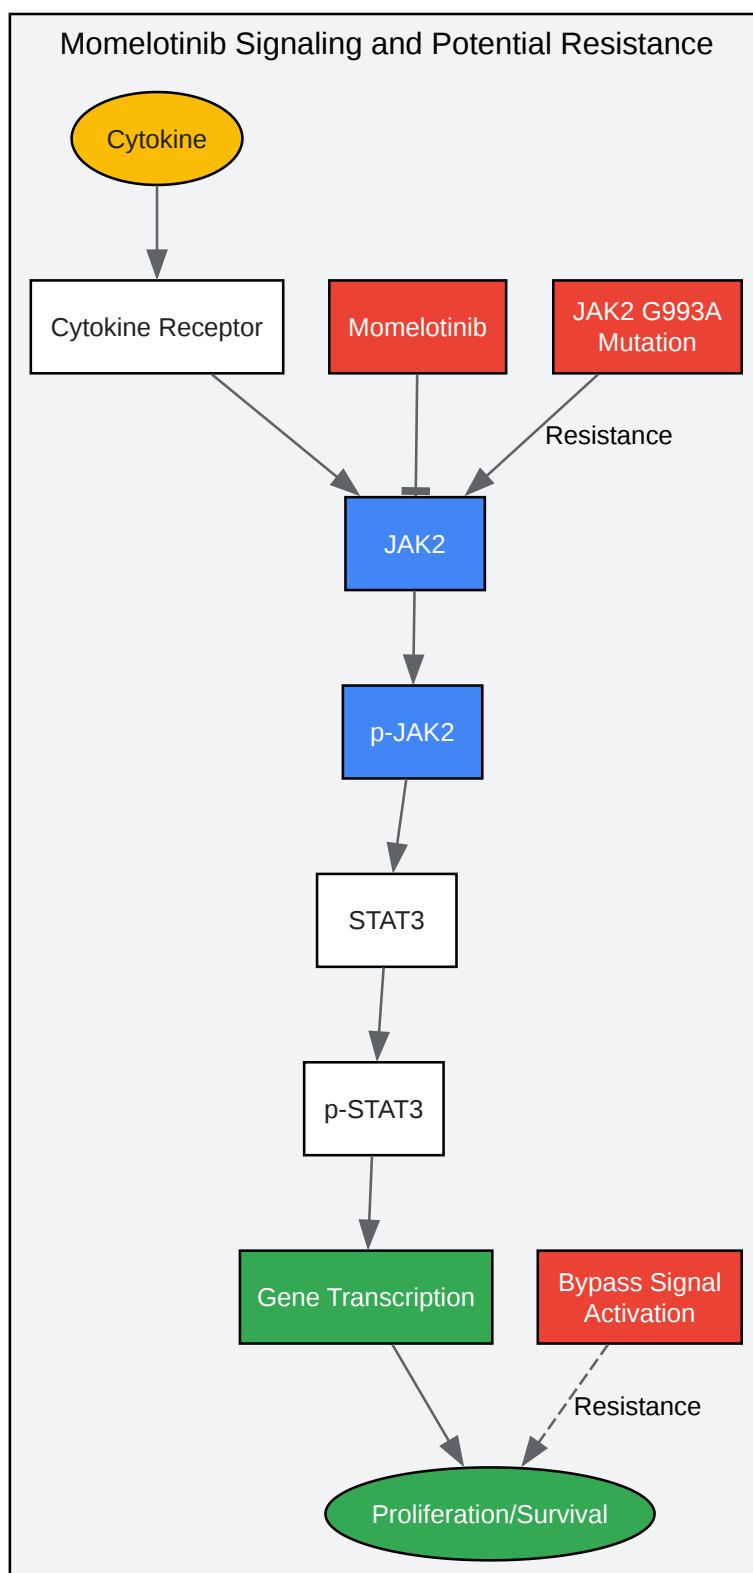 Momelotinib Signaling and Potential Resistance
Cytokine
Cytokine Receptor
Momelotinib
JAK2 G993A
Mutation
Resistance
JAK2
p-JAK2
STAT3
p-STAT3
Gene Transcription
Bypass Signal
Activation
Resistance
Proliferation/Survival